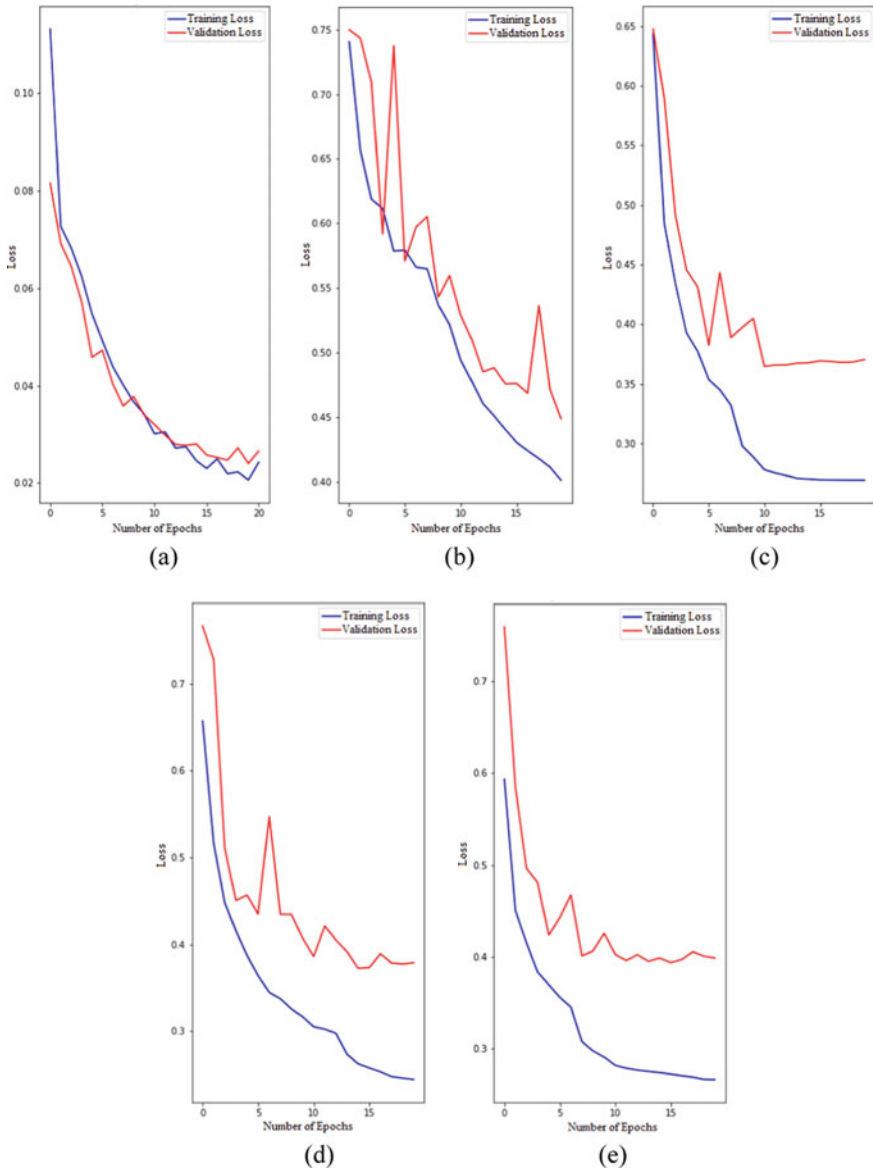 Training Loss
Validation Loss
0.10
0.08
0.06
0.04
0.02
Loss
0
5
10
15
20
Number of Epochs
(a)
Training Loss
Validation Loss
0.75
0.70
0.65
0.60
0.55
0.50
0.45
0.40
Loss
0
5
10
15
Number of Epochs
(b)
Training Loss
Validation Loss
0.65
0.60
0.55
0.50
0.45
0.40
0.35
0.30
Loss
0
5
10
15
Number of Epochs
(c)
Training Loss
Validation Loss
0.7
0.6
0.5
0.4
0.3
Loss
0
5
10
15
Number of Epochs
(d)
Training Loss
Validation Loss
0.7
0.6
0.5
0.4
0.3
Loss
0
5
10
15
Number of Epochs
(e)